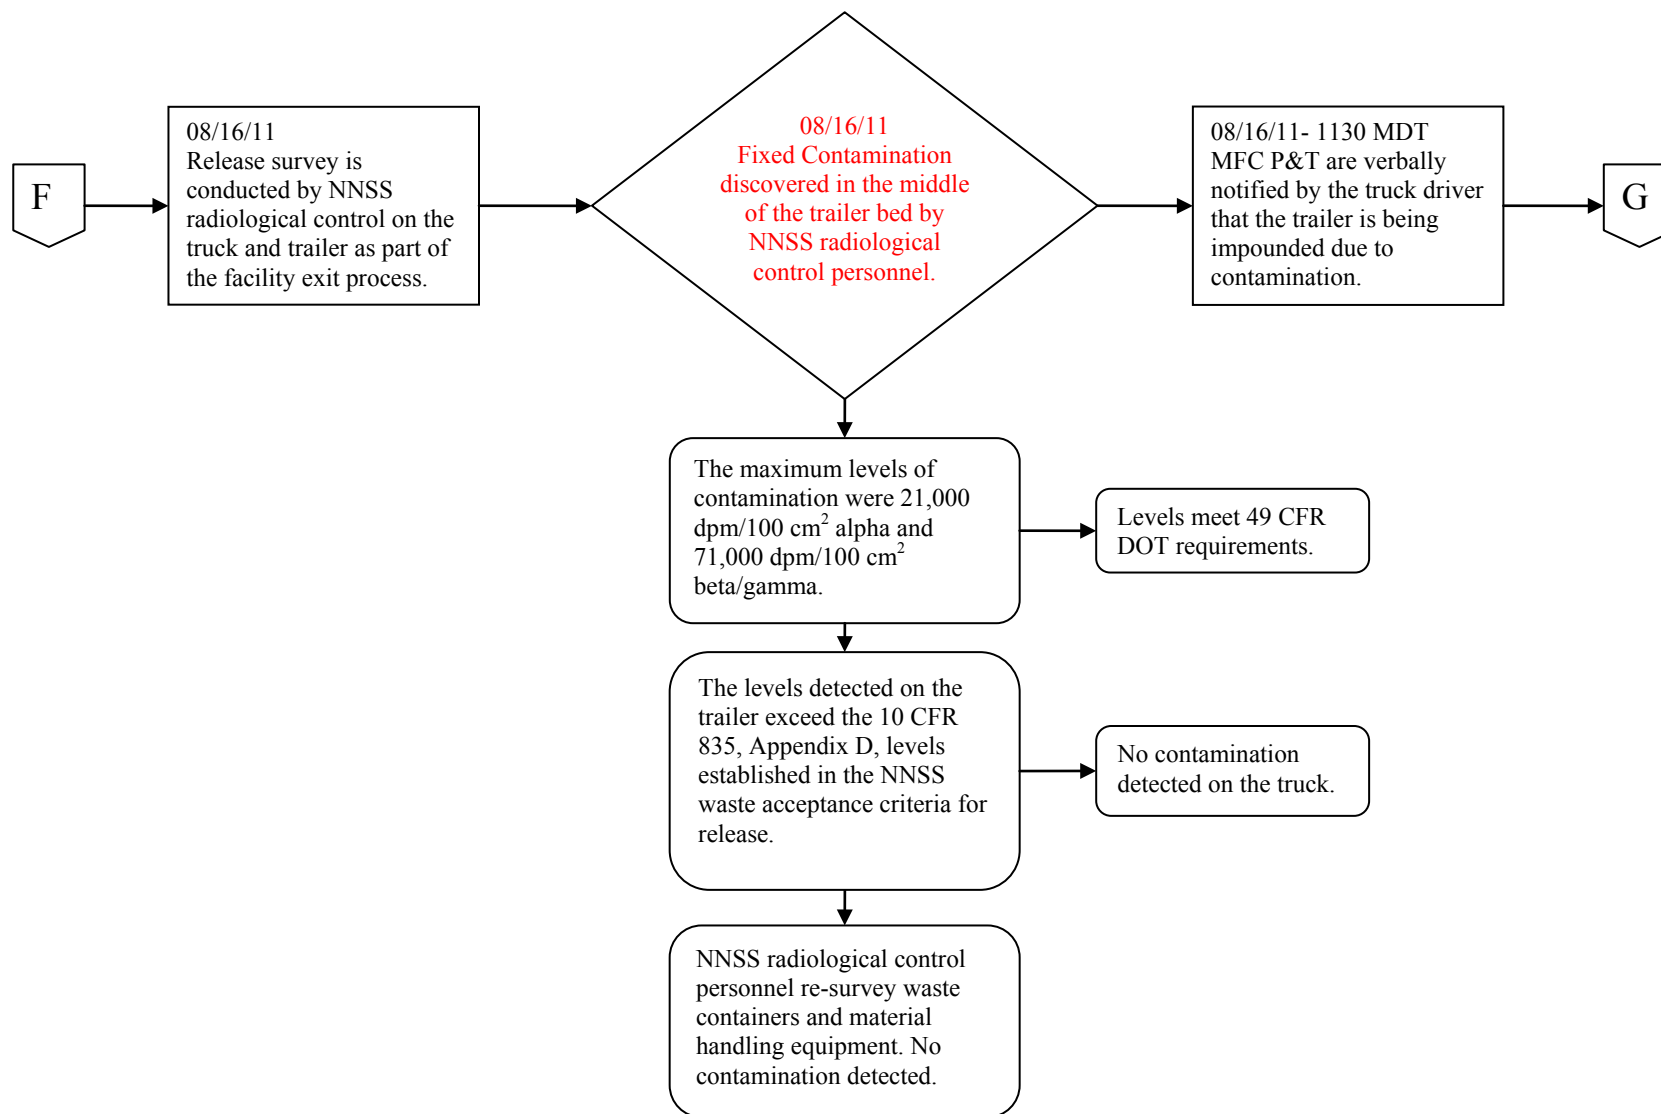 F
08/16/11
Release survey is
conducted by NNSS
radiological control on the
truck and trailer as part of
the facility exit process.
08/16/11
Fixed Contamination
discovered in the middle
of the trailer bed by
NNSS radiological
control personnel.
08/16/11- 1130 MDT
MFC P&T are verbally
notified by the truck driver
that the trailer is being
impounded due to
contamination.
G
The maximum levels of
contamination were 21,000
dpm/100 cm² alpha and
71,000 dpm/100 cm²
beta/gamma.
Levels meet 49 CFR
DOT requirements.
The levels detected on the
trailer exceed the 10 CFR
835, Appendix D, levels
established in the NNSS
waste acceptance criteria for
release.
No contamination
detected on the truck.
NNSS radiological control
personnel re-survey waste
containers and material
handling equipment. No
contamination detected.